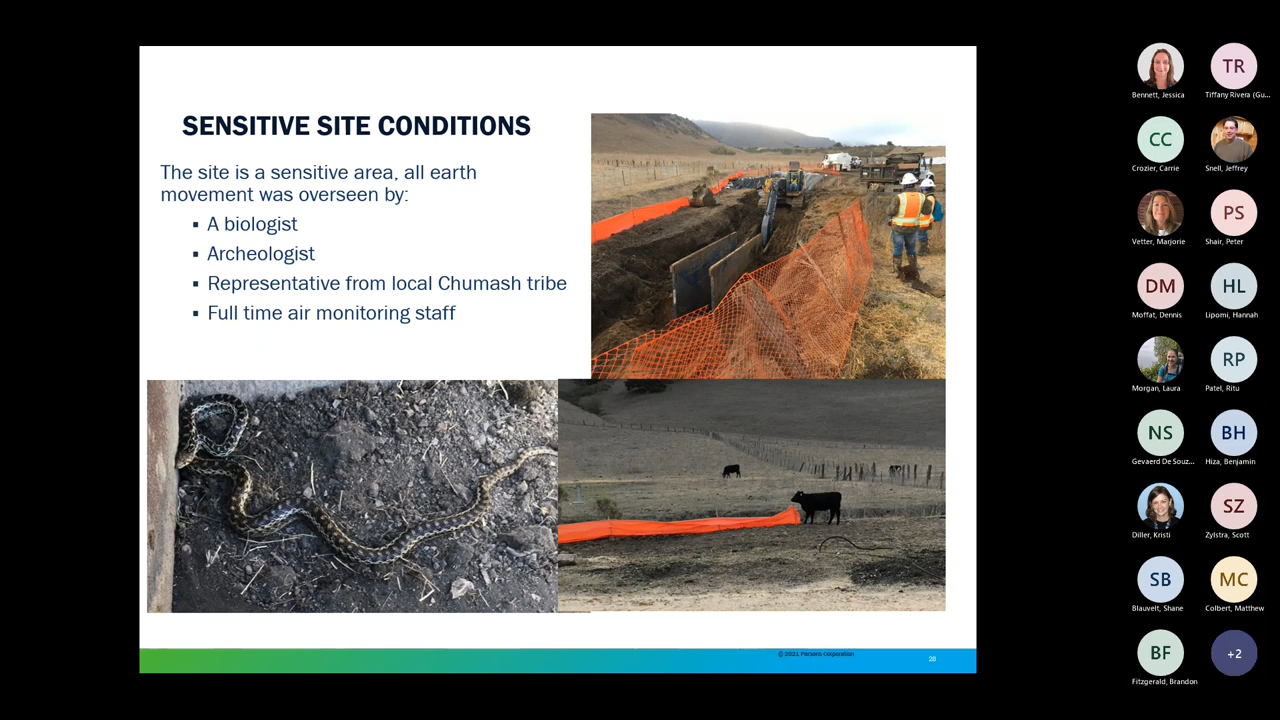 SENSITIVE SITE CONDITIONS
The site is a sensitive area, all earth
movement was overseen by:
▪ A biologist
▪ Archeologist
▪ Representative from local Chumash tribe
▪ Full time air monitoring staff
© 2021 Parsons Corporation
28
Bennett, Jessica
TR
Tiffany Rivera (Gu...
CC
Crozier, Carrie
Snell, Jeffrey
Vetter, Marjorie
PS
Shair, Peter
DM
Moffat, Dennis
HL
Lipomi, Hannah
Morgan, Laura
RP
Patel, Ritu
NS
Gevaerd De Souz...
BH
Hiza, Benjamin
Diller, Kristi
SZ
Zylstra, Scott
SB
Blauvelt, Shane
MC
Colbert, Matthew
BF
Fitzgerald, Brandon
+2